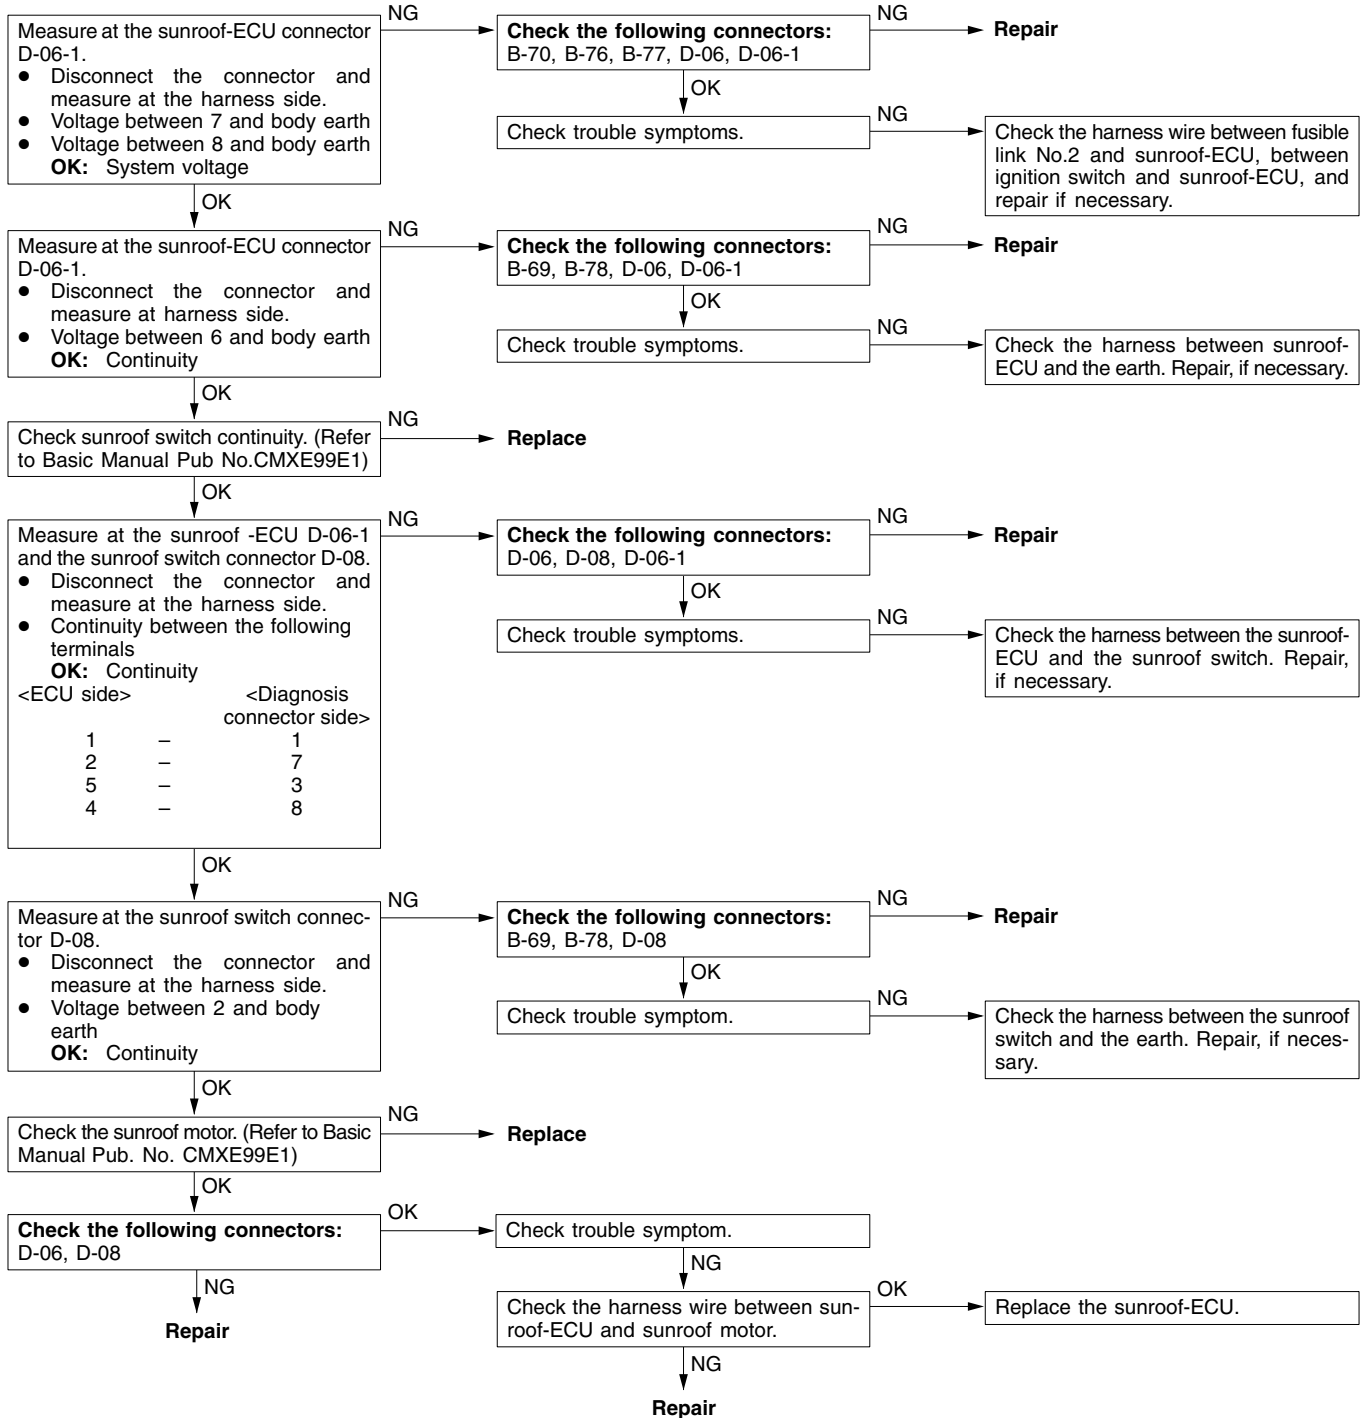 Measure at the sunroof-ECU connector
D-06-1.
● Disconnect the connector and
measure at the harness side.
● Voltage between 7 and body earth
● Voltage between 8 and body earth
OK: System voltage
NG
Check the following connectors:
B-70, B-76, B-77, D-06, D-06-1
NG
Repair
OK
Check trouble symptoms.
NG
Check the harness wire between fusible
link No.2 and sunroof-ECU, between
ignition switch and sunroof-ECU, and
repair if necessary.
OK
Measure at the sunroof-ECU connector
D-06-1.
● Disconnect the connector and
measure at harness side.
● Voltage between 6 and body earth
OK: Continuity
NG
Check the following connectors:
B-69, B-78, D-06, D-06-1
NG
Repair
OK
Check trouble symptoms.
NG
Check the harness between sunroof-
ECU and the earth. Repair, if necessary.
OK
Check sunroof switch continuity. (Refer
to Basic Manual Pub No.CMXE99E1)
NG
Replace
OK
Measure at the sunroof -ECU D-06-1
and the sunroof switch connector D-08.
● Disconnect the connector and
measure at the harness side.
● Continuity between the following
terminals
OK: Continuity
<ECU side> <Diagnosis
connector side>
1 – 1
2 – 7
5 – 3
4 – 8
NG
Check the following connectors:
D-06, D-08, D-06-1
NG
Repair
OK
Check trouble symptoms.
NG
Check the harness between the sunroof-
ECU and the sunroof switch. Repair,
if necessary.
OK
Measure at the sunroof switch connec-
tor D-08.
● Disconnect the connector and
measure at the harness side.
● Voltage between 2 and body
earth
OK: Continuity
NG
Check the following connectors:
B-69, B-78, D-08
NG
Repair
OK
Check trouble symptom.
NG
Check the harness between the sunroof
switch and the earth. Repair, if neces-
sary.
OK
Check the sunroof motor. (Refer to Basic
Manual Pub. No. CMXE99E1)
NG
Replace
OK
Check the following connectors:
D-06, D-08
OK
Check trouble symptom.
NG
Repair
NG
Check the harness wire between sun-
roof-ECU and sunroof motor.
OK
Replace the sunroof-ECU.
NG
Repair